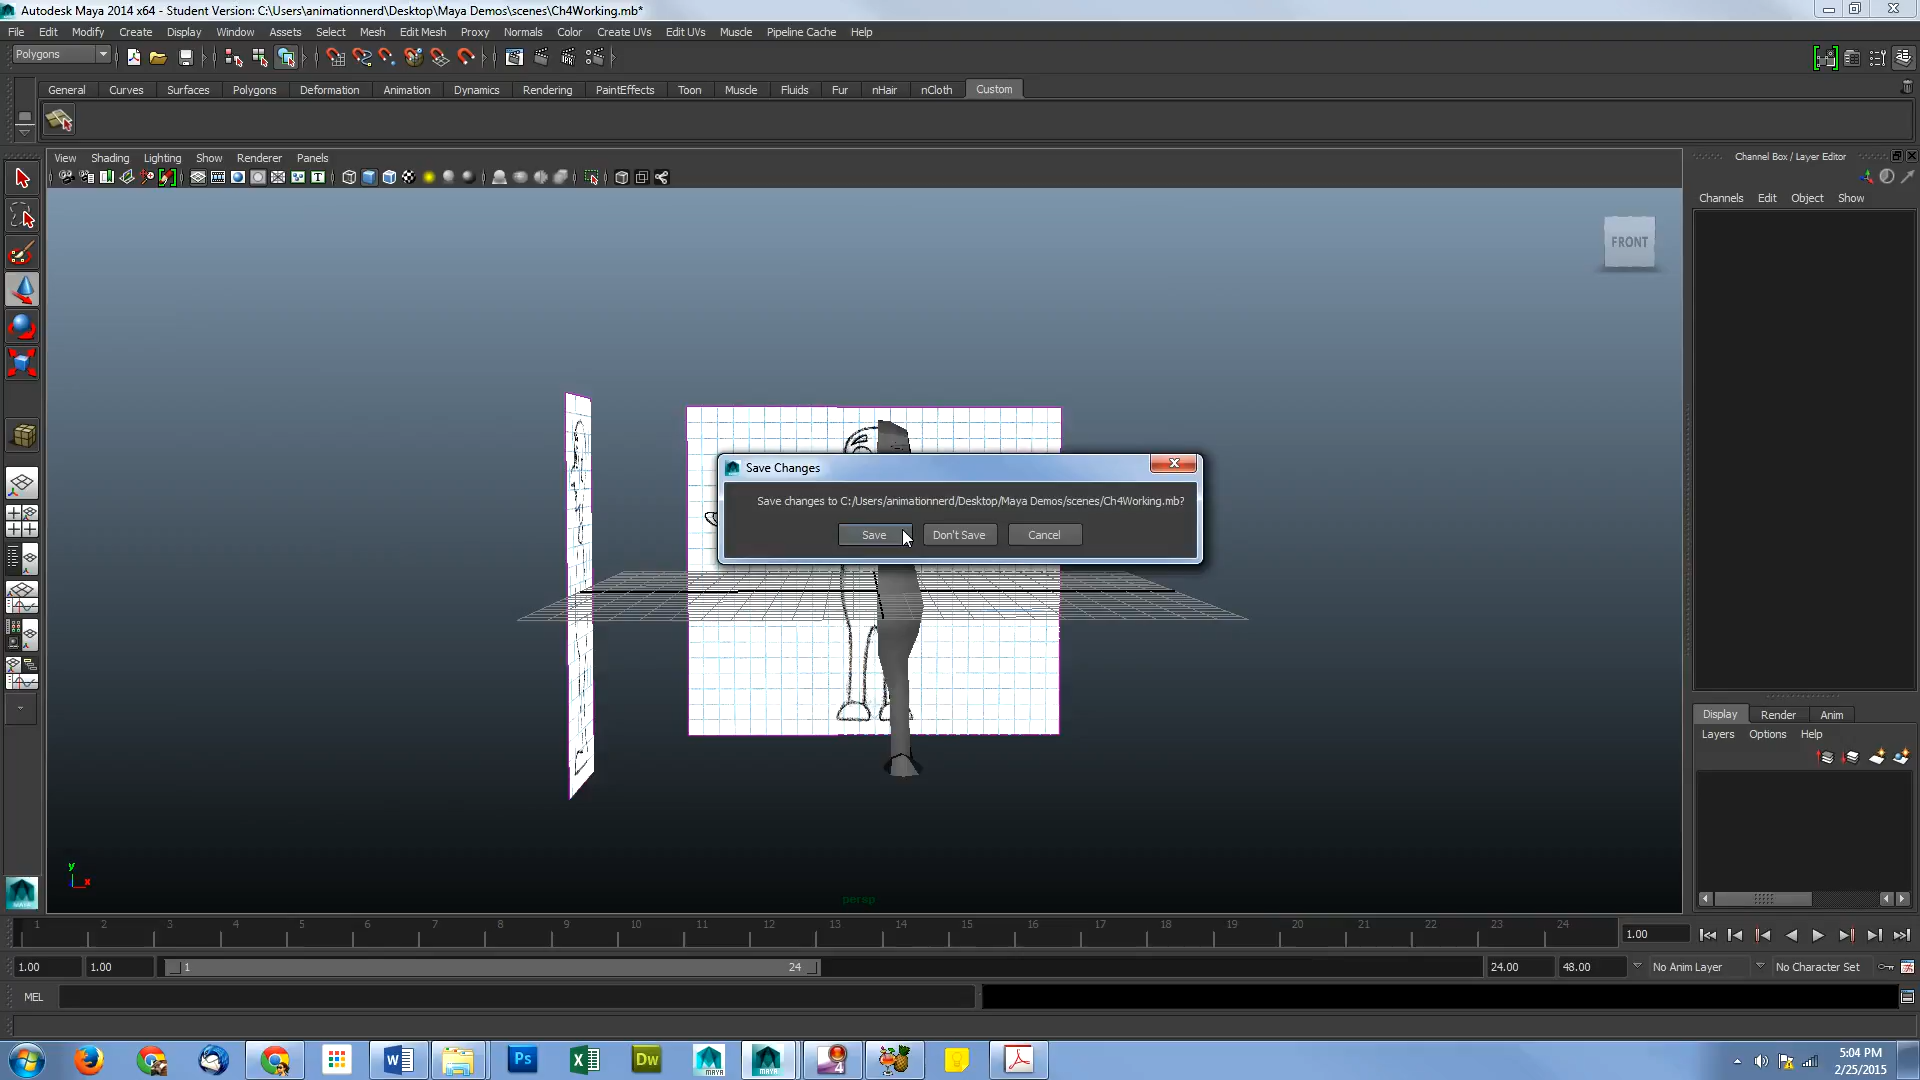 Autodesk Maya 2014 x64 - Student Version: C:\Users\animationnerd\Desktop\Maya Demos\scenes\Ch4Working.mb*
File Edit Modify Create Display Window Assets Select Mesh Edit Mesh Proxy Normals Color Create UVs Edit UVs Muscle Pipeline Cache Help
Polygons
General Curves Surfaces Polygons Deformation Animation Dynamics Rendering PaintEffects Toon Muscle Fluids Fur nHair nCloth Custom
View Shading Lighting Show Renderer Panels
Channel Box / Layer Editor
Channels Edit Object Show
FRONT
Save Changes
Save changes to C:/Users/animationnerd/Desktop/Maya Demos/scenes/Ch4Working.mb?
Save Don't Save Cancel
Display Render Anim
Layers Options Help
y
x
persp
1 2 3 4 5 6 7 8 9 10 11 12 13 14 15 16 17 18 19 20 21 22 23 24 1.00
1.00 1.00 1 24 24.00 48.00 No Anim Layer No Character Set
MEL
W Ps X Dw MAYA MAYA 4
5:04 PM
2/25/2015